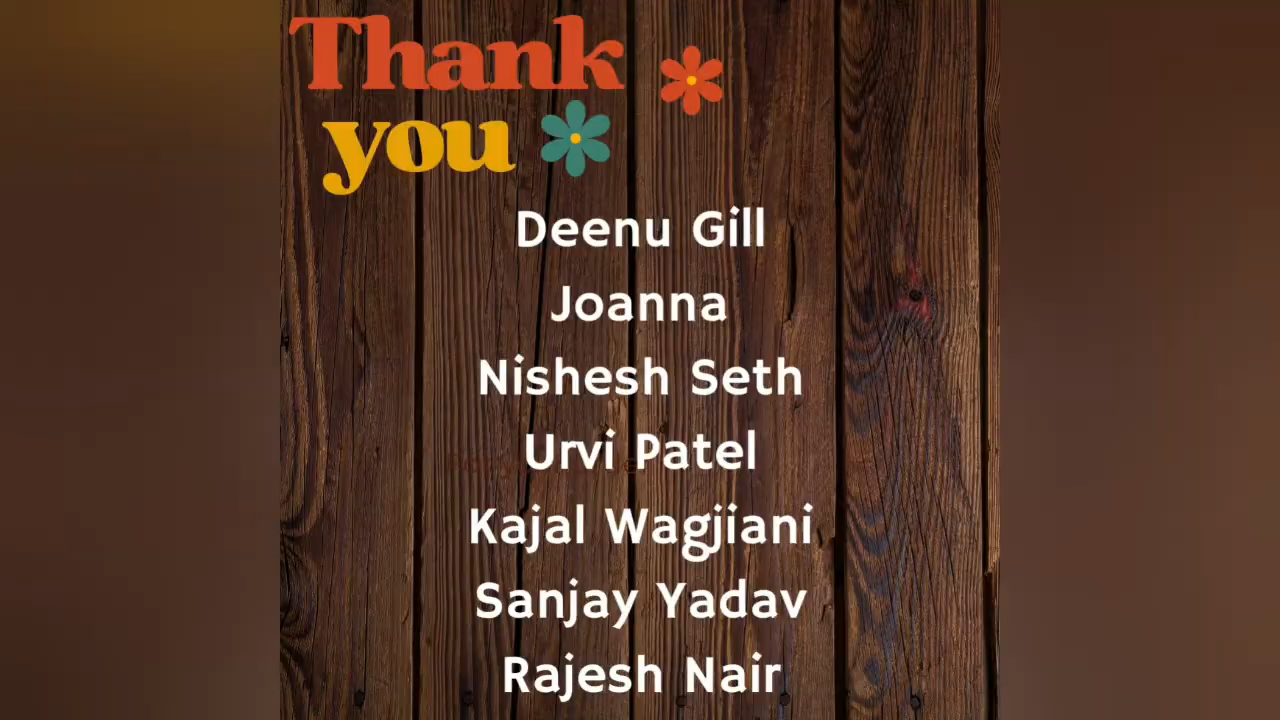 Thank
you
Deenu Gill
Joanna
Nishesh Seth
Urvi Patel
Kajal Wagjiani
Sanjay Yadav
Rajesh Nair